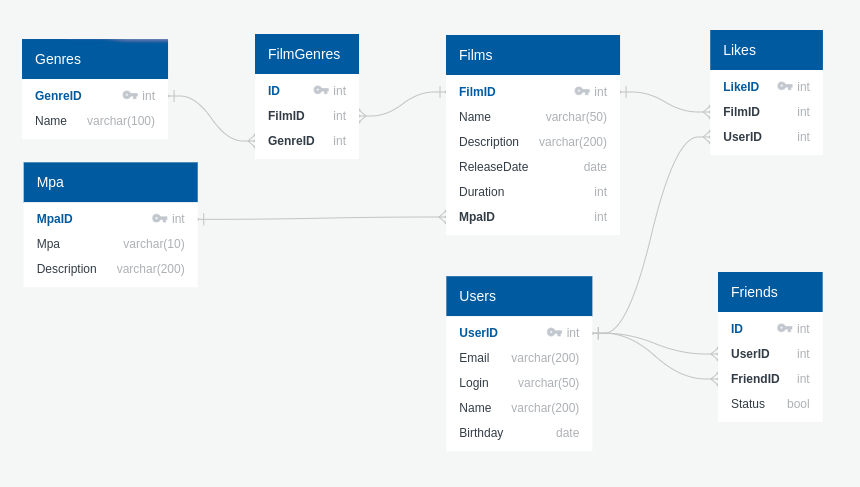 Genres
GenreID int
Name varchar(100)
FilmGenres
ID int
FilmID int
GenreID int
Films
FilmID int
Name varchar(50)
Description varchar(200)
ReleaseDate date
Duration int
MpaID int
Likes
LikeID int
FilmID int
UserID int
Mpa
MpaID int
Mpa varchar(10)
Description varchar(200)
Users
UserID int
Email varchar(200)
Login varchar(50)
Name varchar(200)
Birthday date
Friends
ID int
UserID int
FriendID int
Status bool